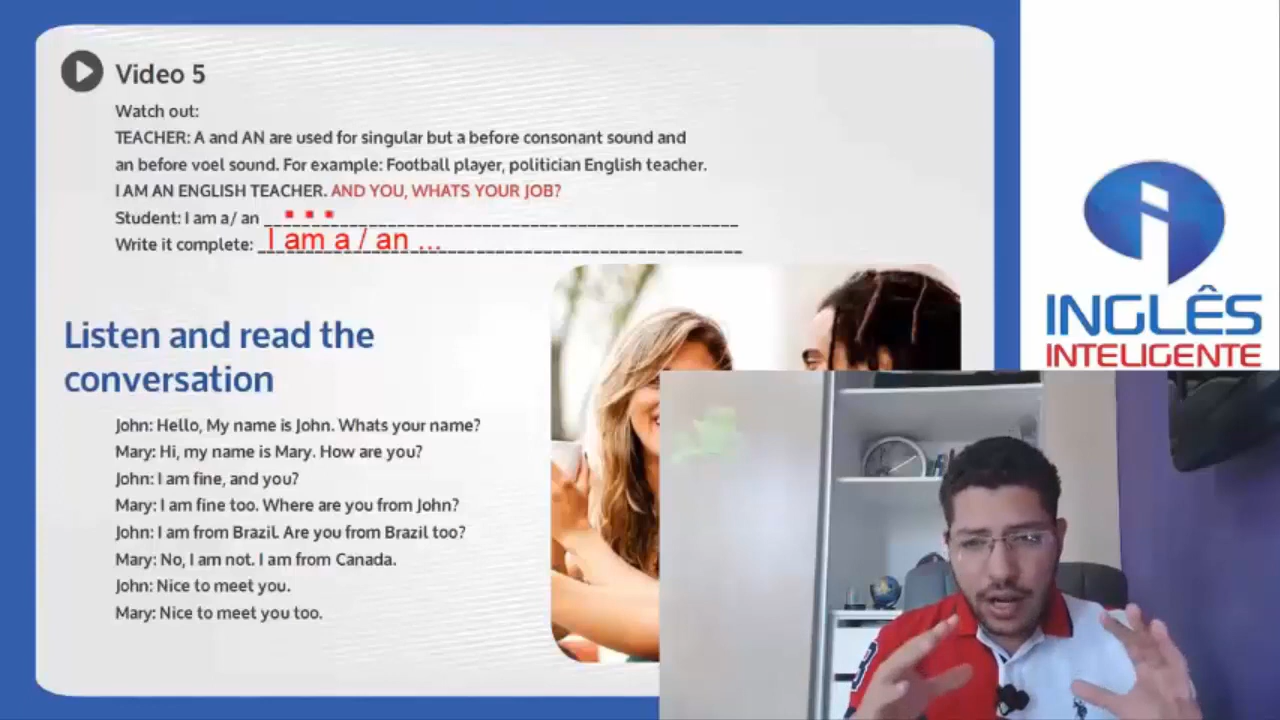 Video 5
Watch out:
TEACHER: A and AN are used for singular but a before consonant sound and
an before voel sound. For example: Football player, politician English teacher.
I AM AN ENGLISH TEACHER. AND YOU, WHATS YOUR JOB?
Student: I am a/ an ...
Write it complete: I am a / an ...
Listen and read the
conversation
John: Hello, My name is John. Whats your name?
Mary: Hi, my name is Mary. How are you?
John: I am fine, and you?
Mary: I am fine too. Where are you from John?
John: I am from Brazil. Are you from Brazil too?
Mary: No, I am not. I am from Canada.
John: Nice to meet you.
Mary: Nice to meet you too.
INGLÊS
INTELIGENTE